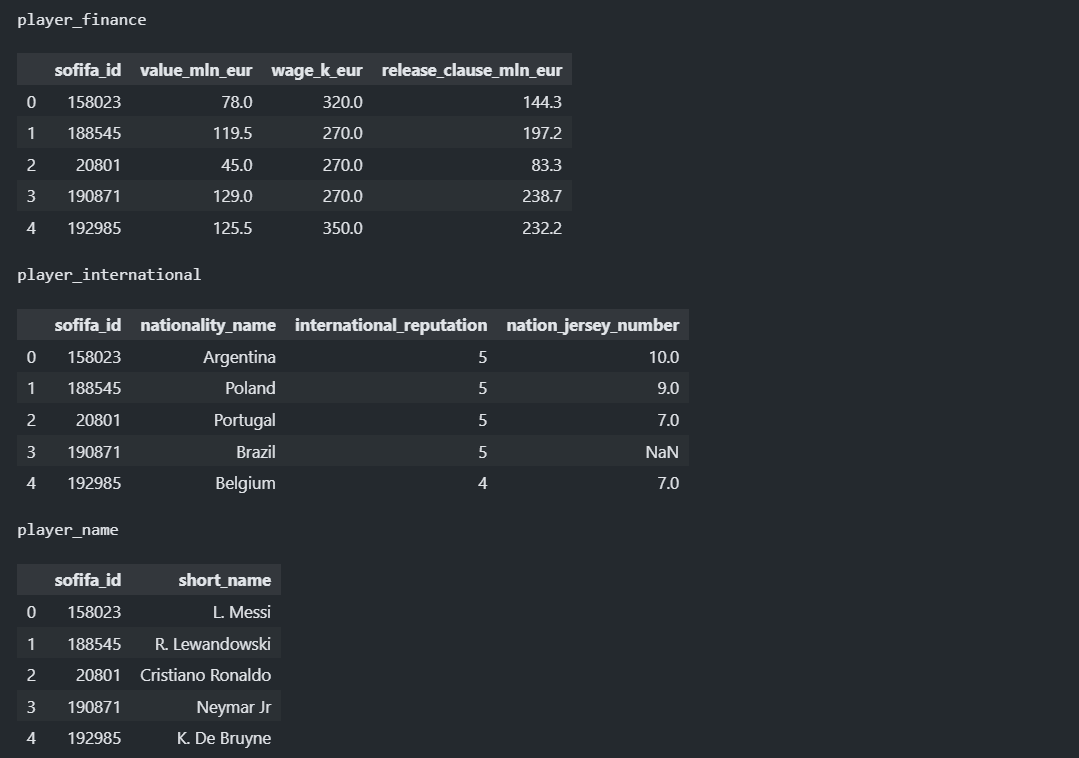 player_finance
sofifa_id value_mln_eur wage_k_eur release_clause_mln_eur
0 158023 78.0 320.0 144.3
1 188545 119.5 270.0 197.2
2 20801 45.0 270.0 83.3
3 190871 129.0 270.0 238.7
4 192985 125.5 350.0 232.2
player_international
sofifa_id nationality_name international_reputation nation_jersey_number
0 158023 Argentina 5 10.0
1 188545 Poland 5 9.0
2 20801 Portugal 5 7.0
3 190871 Brazil 5 NaN
4 192985 Belgium 4 7.0
player_name
sofifa_id short_name
0 158023 L. Messi
1 188545 R. Lewandowski
2 20801 Cristiano Ronaldo
3 190871 Neymar Jr
4 192985 K. De Bruyne